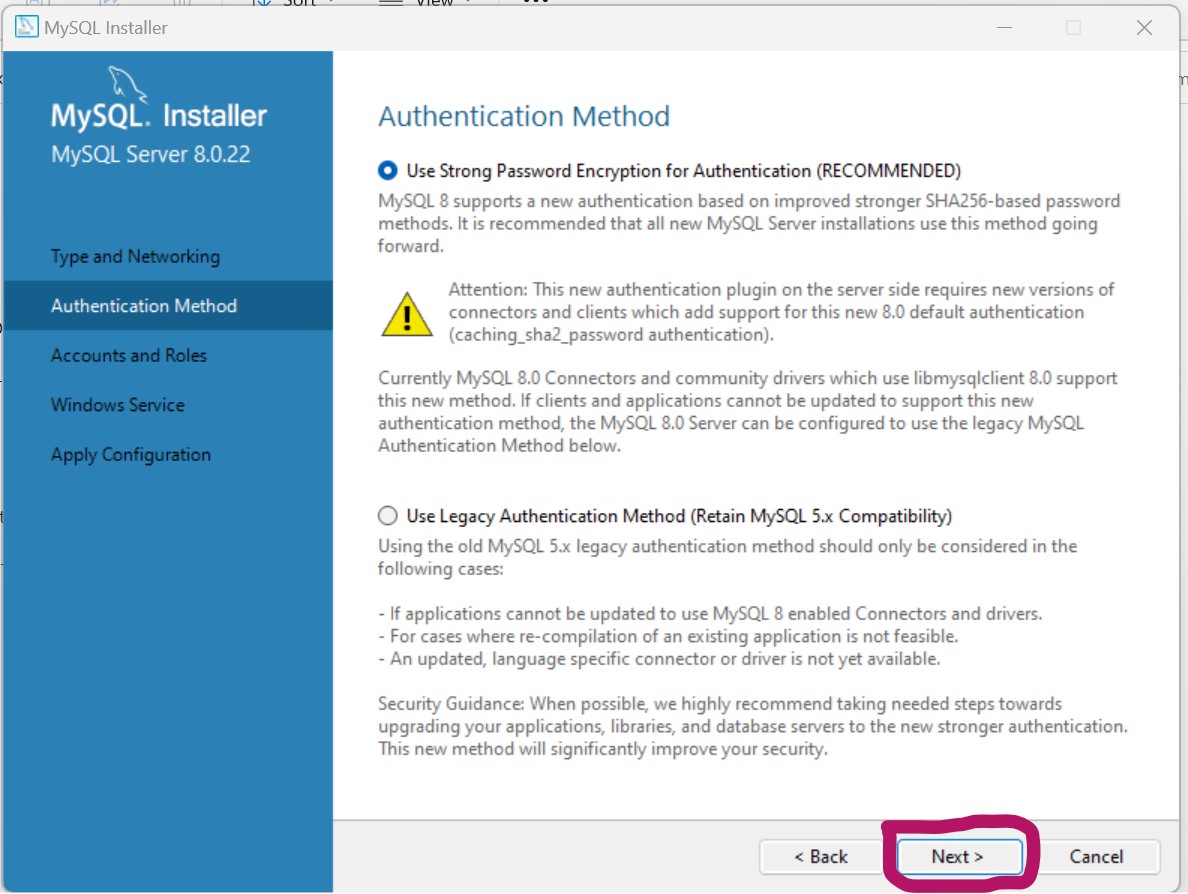 Sort
View
MySQL Installer
MySQL. Installer
MySQL Server 8.0.22
Type and Networking
Authentication Method
Accounts and Roles
Windows Service
Apply Configuration
Authentication Method
Use Strong Password Encryption for Authentication (RECOMMENDED)
MySQL 8 supports a new authentication based on improved stronger SHA256-based password
methods. It is recommended that all new MySQL Server installations use this method going
forward.
Attention: This new authentication plugin on the server side requires new versions of
connectors and clients which add support for this new 8.0 default authentication
(caching_sha2_password authentication).
Currently MySQL 8.0 Connectors and community drivers which use libmysqlclient 8.0 support
this new method. If clients and applications cannot be updated to support this new
authentication method, the MySQL 8.0 Server can be configured to use the legacy MySQL
Authentication Method below.
Use Legacy Authentication Method (Retain MySQL 5.x Compatibility)
Using the old MySQL 5.x legacy authentication method should only be considered in the
following cases:
- If applications cannot be updated to use MySQL 8 enabled Connectors and drivers.
- For cases where re-compilation of an existing application is not feasible.
- An updated, language specific connector or driver is not yet available.
Security Guidance: When possible, we highly recommend taking needed steps towards
upgrading your applications, libraries, and database servers to the new stronger authentication.
This new method will significantly improve your security.
< Back
Next >
Cancel